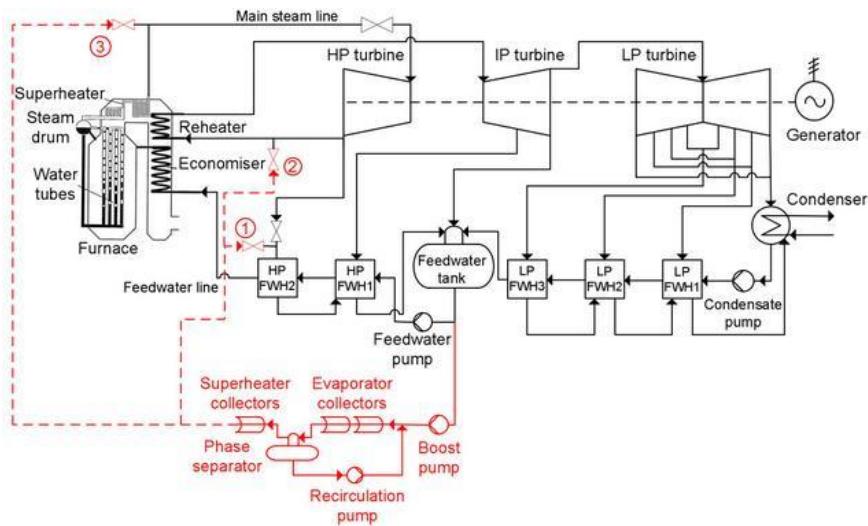 Main steam line
③
HP turbine
IP turbine
LP turbine
Superheater
Steam
drum
Reheater
Economiser
②
Generator
Water
tubes
Condenser
Furnace
①
Feedwater
tank
HP
FWH2
HP
FWH1
LP
FWH3
LP
FWH2
LP
FWH1
Feedwater line
Condensate
pump
Feedwater
pump
Superheater
collectors
Evaporator
collectors
Phase
separator
Boost
pump
Recirculation
pump